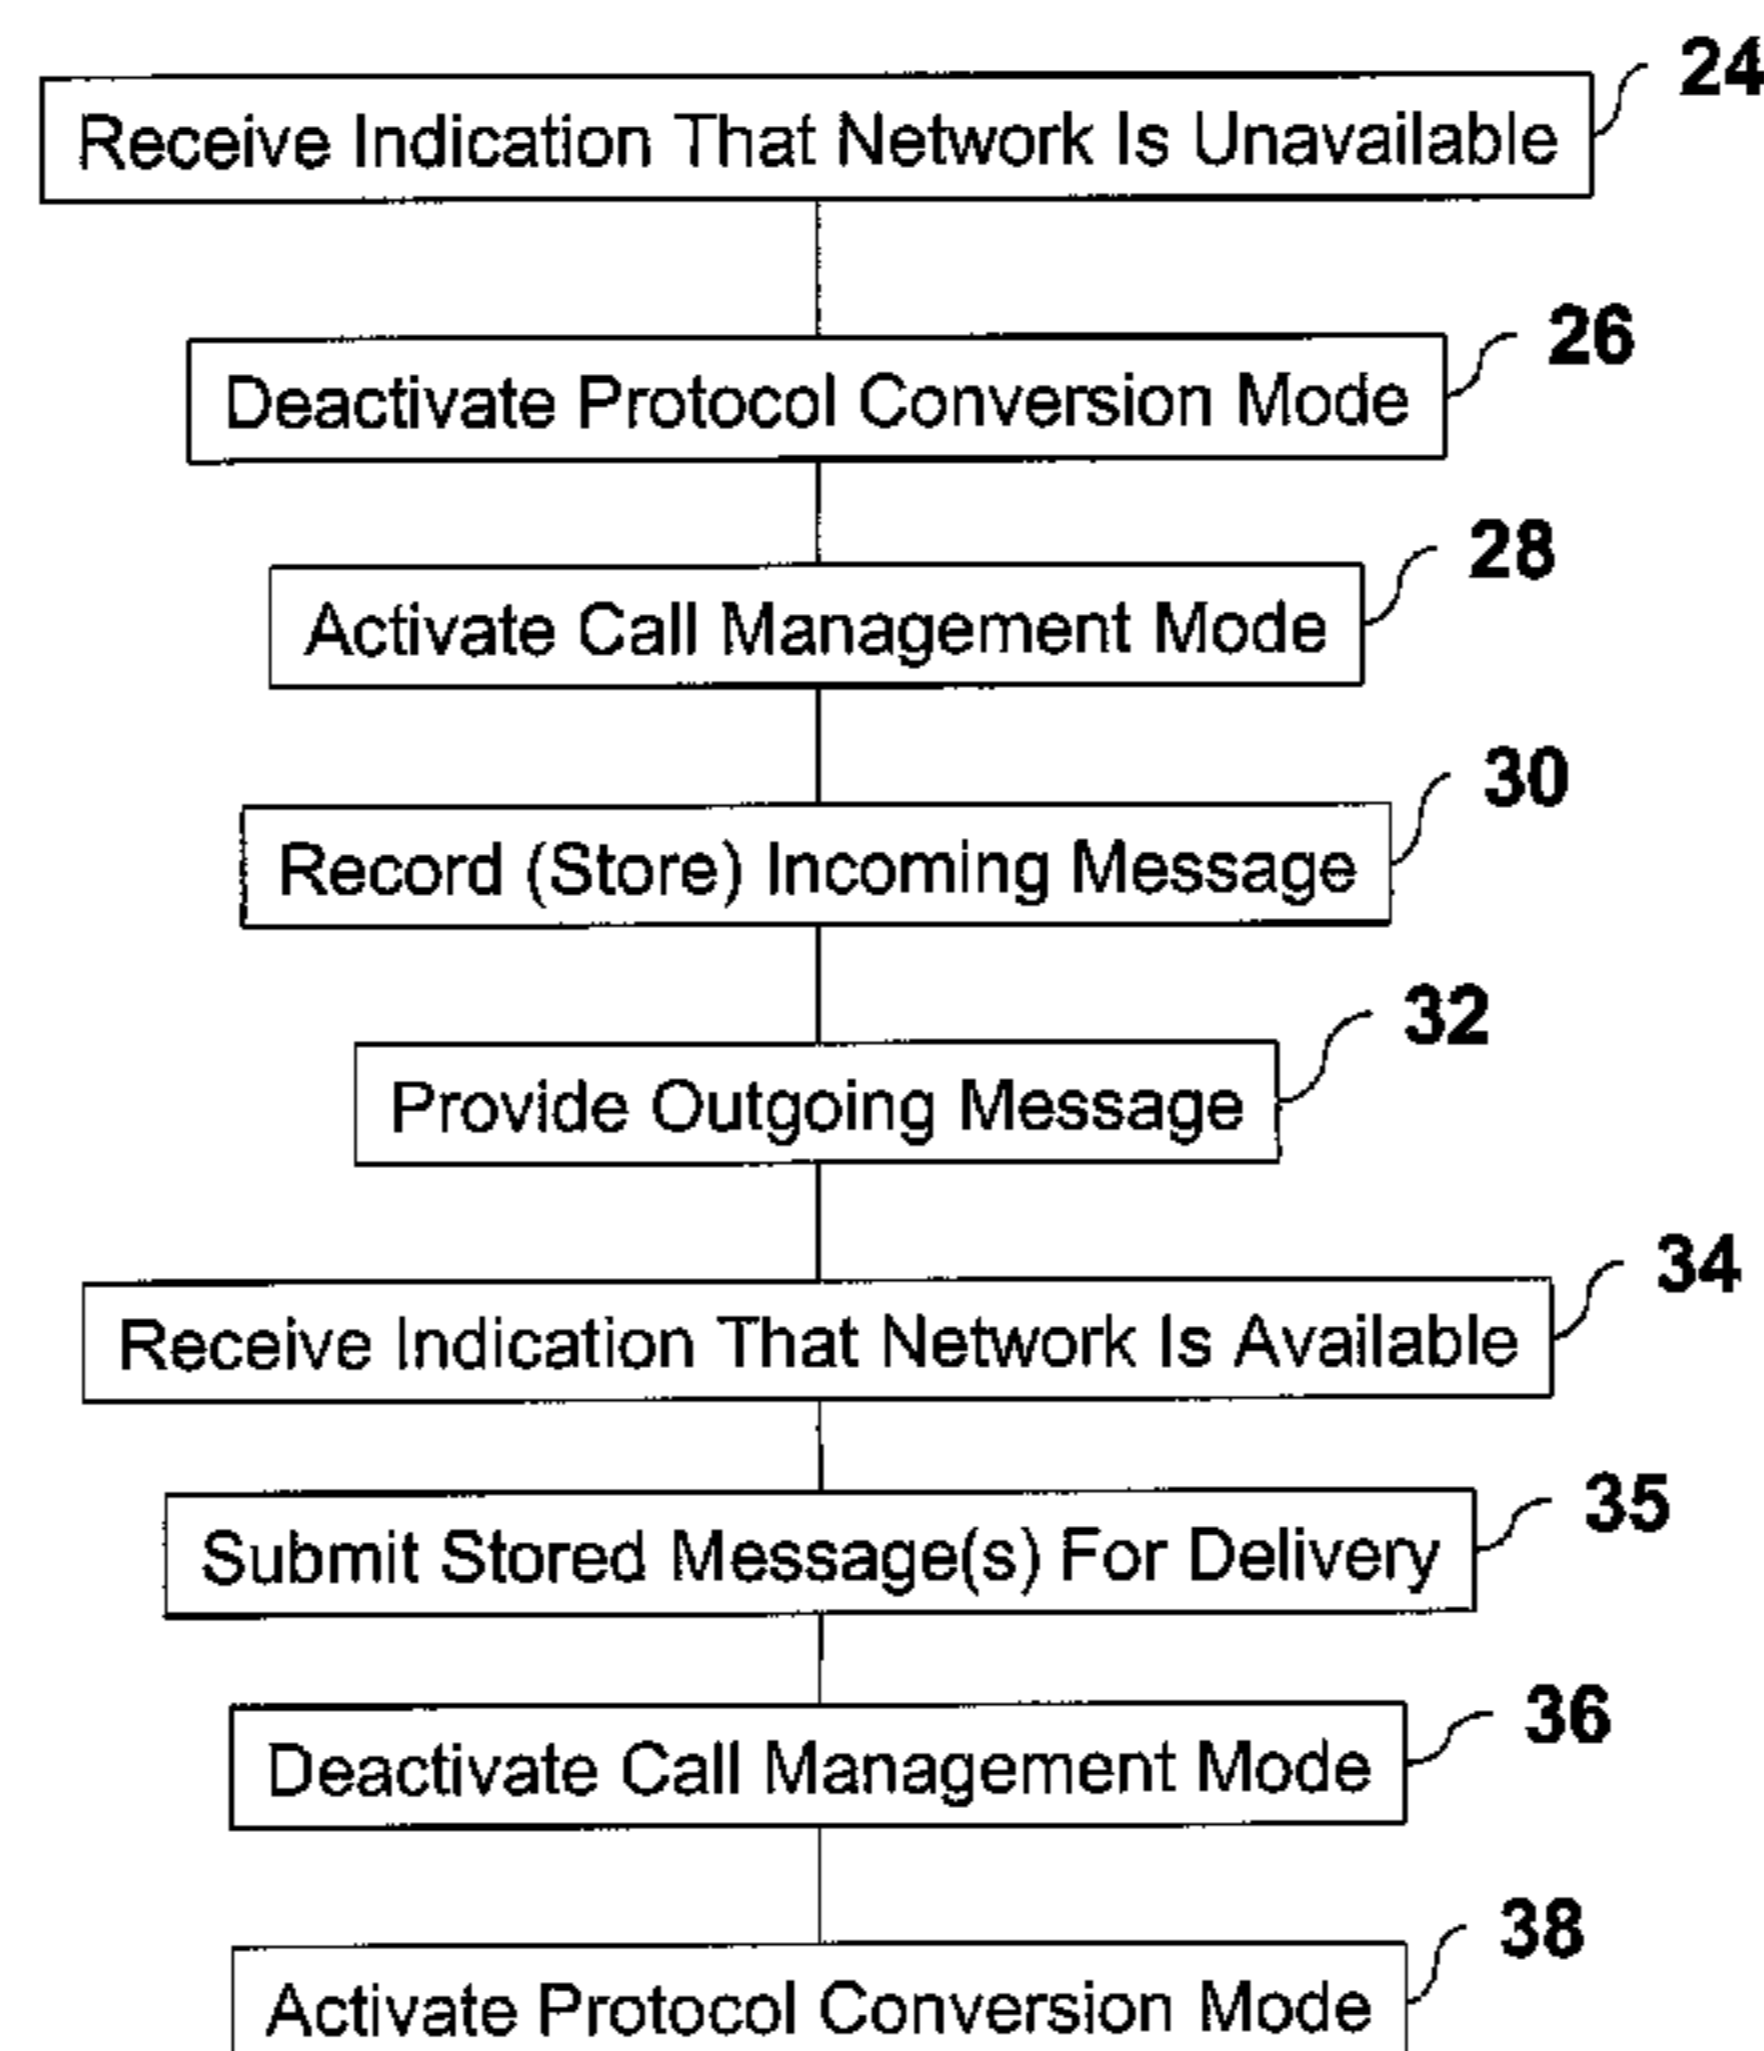 24
Receive Indication That Network Is Unavailable
26
Deactivate Protocol Conversion Mode
28
Activate Call Management Mode
30
Record (Store) Incoming Message
32
Provide Outgoing Message
34
Receive Indication That Network Is Available
35
Submit Stored Message(s) For Delivery
36
Deactivate Call Management Mode
38
Activate Protocol Conversion Mode